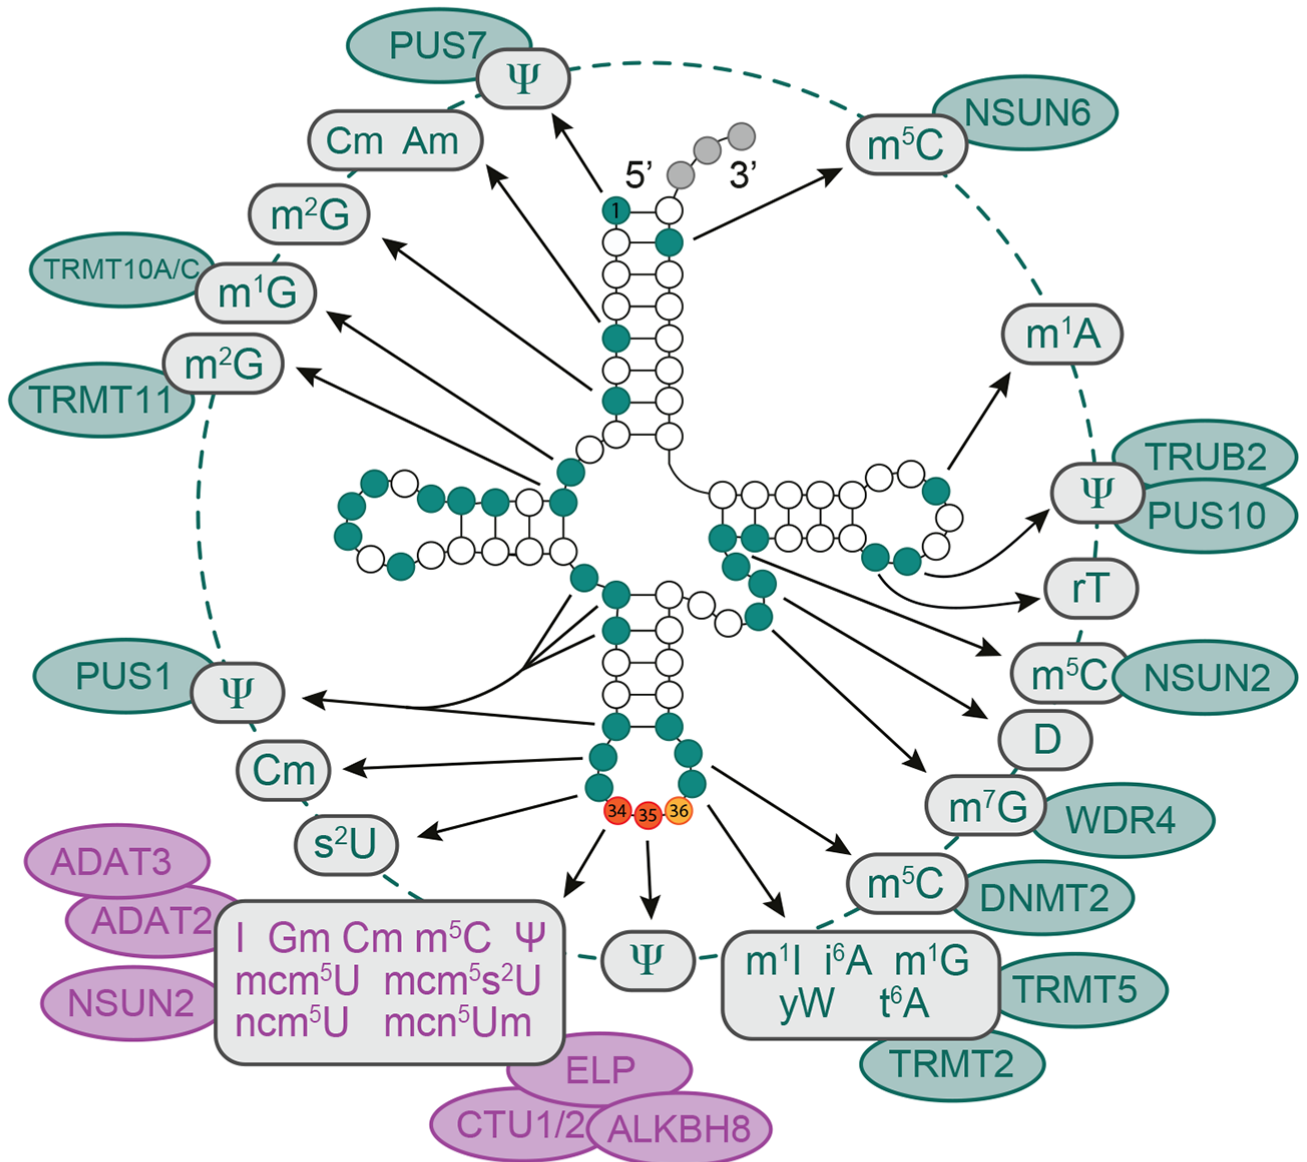 PUS7
Ψ
Cm Am
NSUN6
m⁵C
5’ 3’
m²G
1
TRMT10A/C
m¹G
m¹A
m²G
TRMT11
TRUB2
Ψ
PUS10
rT
PUS1
Ψ
m⁵C
NSUN2
D
Cm
m⁷G
WDR4
34 35 36
s²U
ADAT3
m⁵C
DNMT2
ADAT2
I Gm Cm m⁵C Ψ
mcm⁵U mcm⁵s²U
ncm⁵U mcn⁵Um
NSUN2
Ψ
m¹I i⁶A m¹G
yW t⁶A
TRMT5
TRMT2
ELP
CTU1/2
ALKBH8